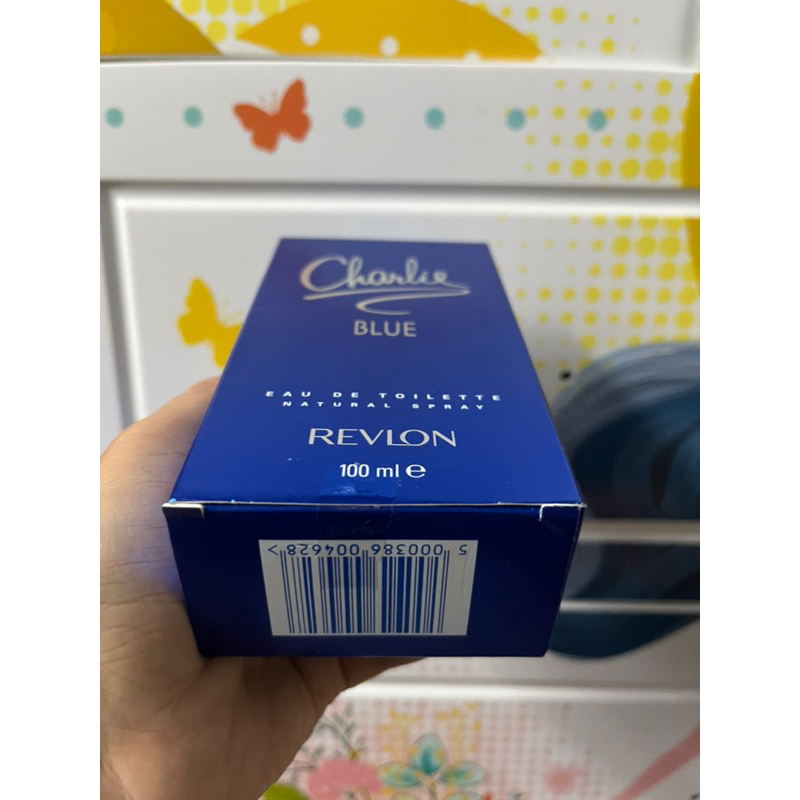 Charlie
BLUE
EAU DE TOILETTE
NATURAL SPRAY
REVLON
100 ml ℮
5 000386 004628 >